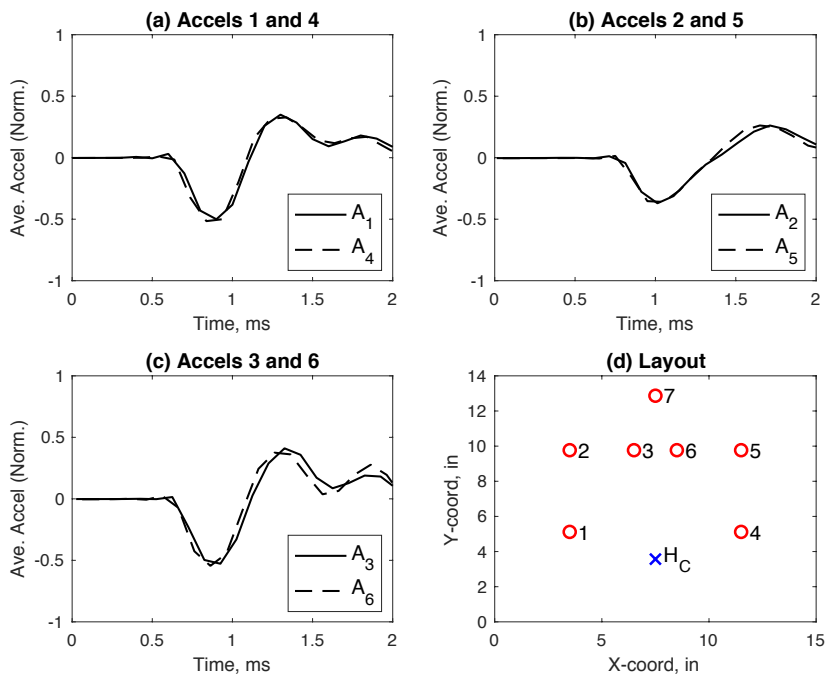 (a) Accels 1 and 4
Ave. Accel (Norm.)
1
0.5
0
-0.5
-1
A1
A4
0 0.5 1 1.5 2
Time, ms
(b) Accels 2 and 5
Ave. Accel (Norm.)
1
0.5
0
-0.5
-1
A2
A5
0 0.5 1 1.5 2
Time, ms
(c) Accels 3 and 6
Ave. Accel (Norm.)
1
0.5
0
-0.5
-1
A3
A6
0 0.5 1 1.5 2
Time, ms
(d) Layout
Y-coord, in
14
12
10
8
6
4
2
0
7
2 3 6 5
1 4
HC
0 5 10 15
X-coord, in